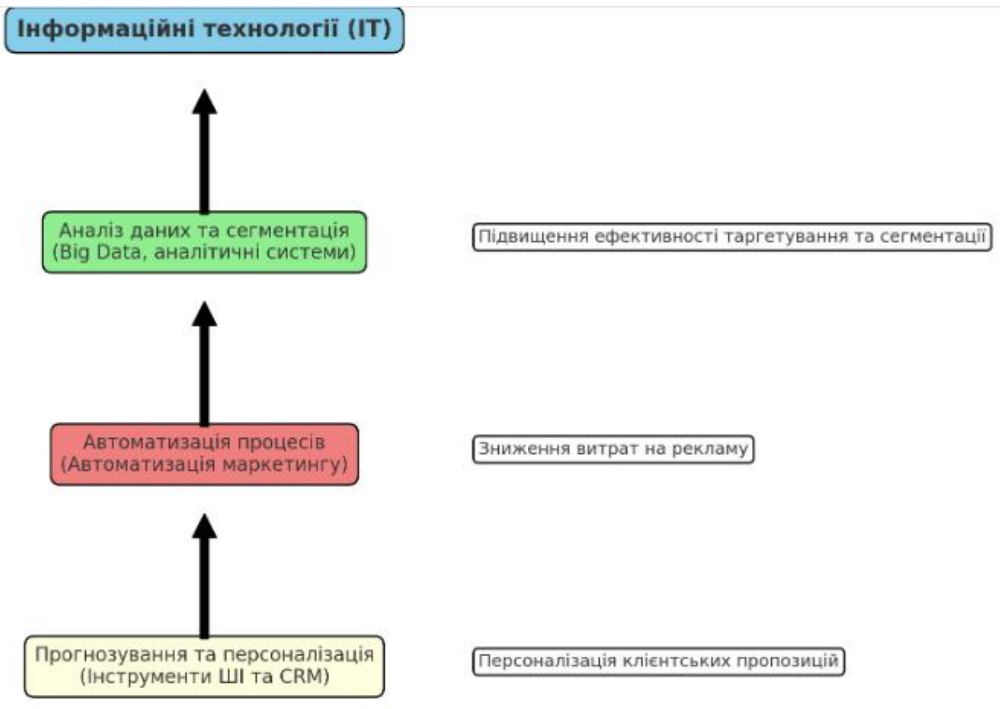 Інформаційні технології (ІТ)
Аналіз даних та сегментація
(Big Data, аналітичні системи)
Підвищення ефективності таргетування та сегментації
Автоматизація процесів
(Автоматизація маркетингу)
Зниження витрат на рекламу
Прогнозування та персоналізація
(Інструменти ШІ та CRM)
Персоналізація клієнтських пропозицій